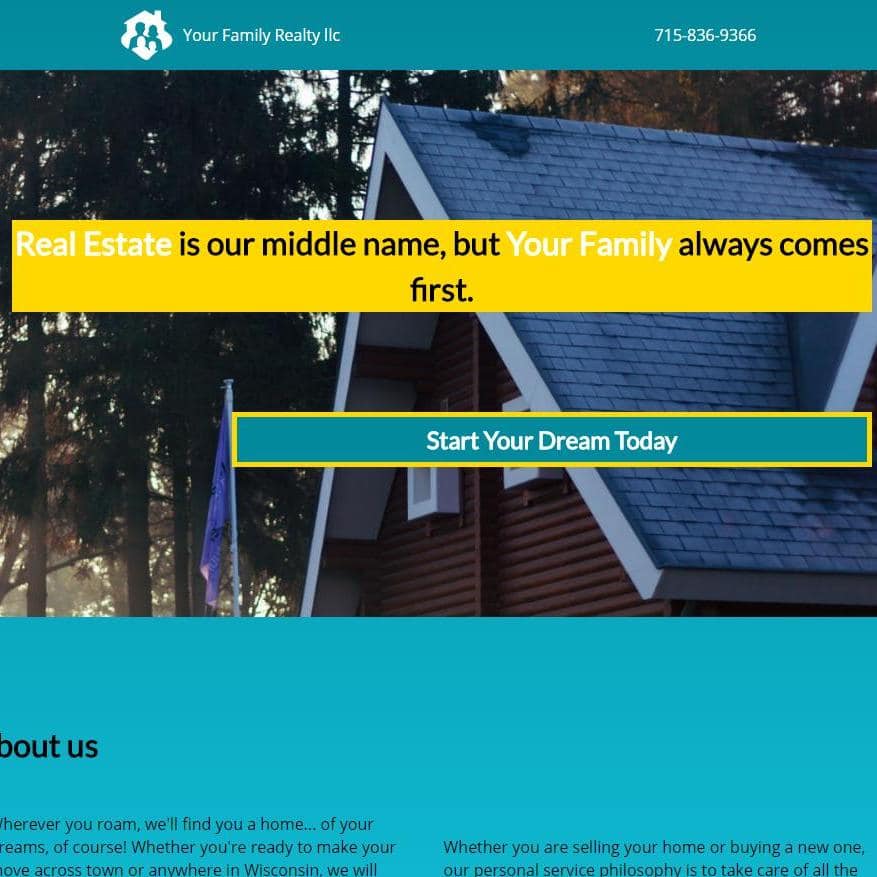 Your Family Realty llc
715-836-9366
Real Estate is our middle name, but Your Family always comes
first.
Start Your Dream Today
bout us
Wherever you roam, we'll find you a home... of your
reams, of course! Whether you're ready to make your
move across town or anywhere in Wisconsin, we will
Whether you are selling your home or buying a new one,
our personal service philosophy is to take care of all the